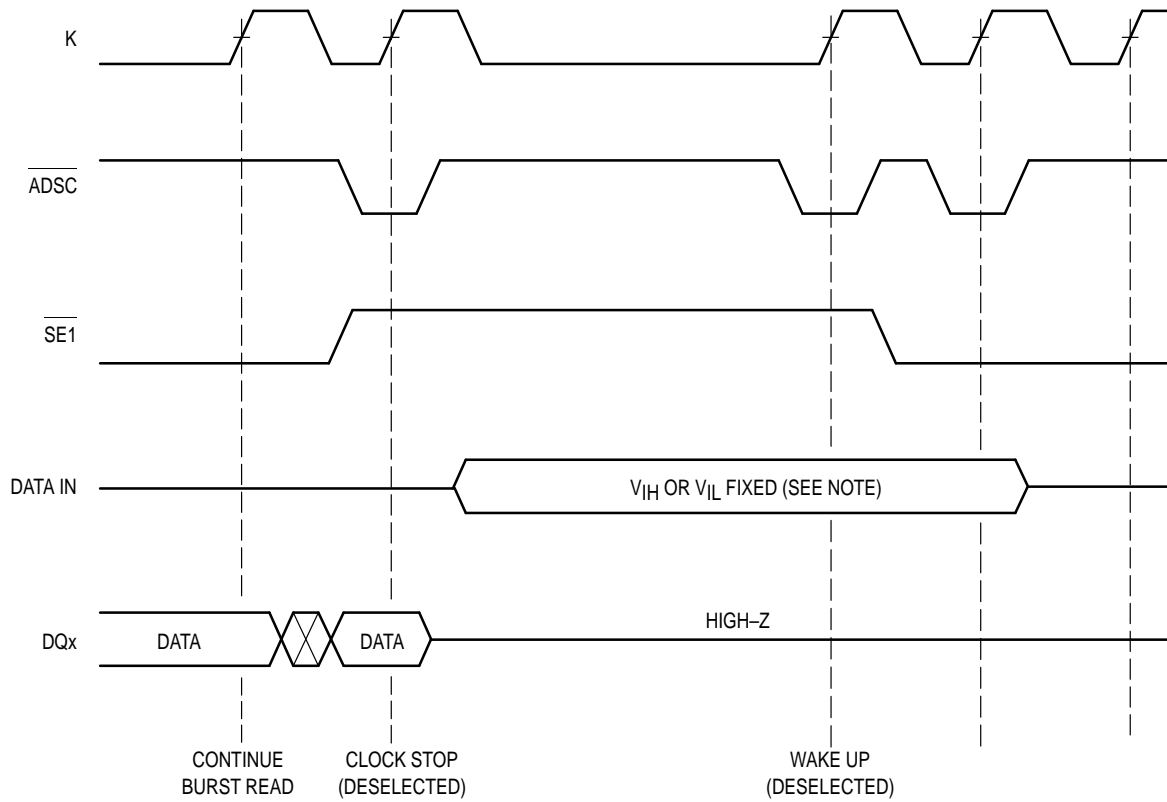 K
ADSC
SE1
DATA IN
VIH OR VIL FIXED (SEE NOTE)
DQx
DATA
DATA
HIGH–Z
CONTINUE
BURST READ
CLOCK STOP
(DESELECTED)
WAKE UP
(DESELECTED)